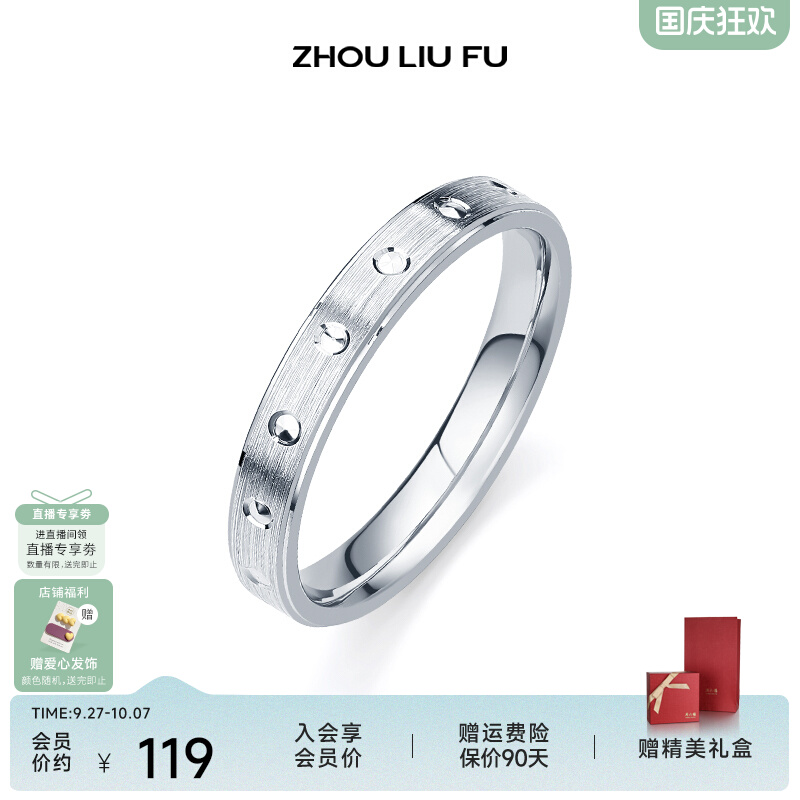 国庆狂欢
ZHOU LIU FU
直播专享券
进直播间领
直播专享券
数量有限,送完即止
店铺福利
赠
赠爱心发饰
颜色随机,送完即止
TIME:9.27-10.07
会员
价约
¥ 119
入会享
会员价
赠运费险
保价90天
赠精美礼盒